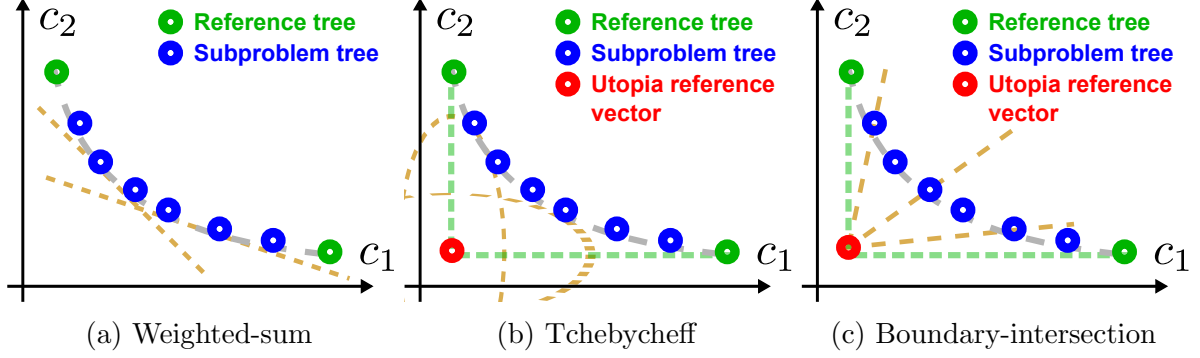 c₂
Reference tree
Subproblem tree
c₁
(a) Weighted-sum
c₂
Reference tree
Subproblem tree
Utopia reference
vector
c₁
(b) Tchebycheff
c₂
Reference tree
Subproblem tree
Utopia reference
vector
c₁
(c) Boundary-intersection